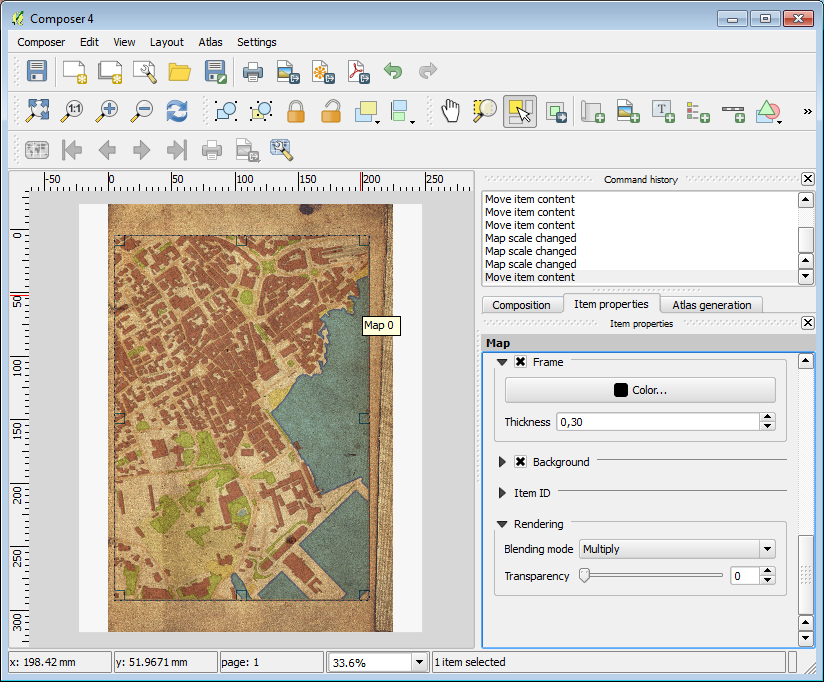 Composer 4
Composer Edit View Layout Atlas Settings
1:1
T
»
-50 0 50 100 150 200 250
0
50
100
150
200
250
300
Map 0
Command history
Move item content
Move item content
Move item content
Map scale changed
Map scale changed
Map scale changed
Move item content
Composition Item properties Atlas generation
Item properties
Map
Frame
Color...
Thickness 0,30
Background
Item ID
Rendering
Blending mode Multiply
Transparency 0
x: 198.42 mm y: 51.9671 mm page: 1 33.6% 1 item selected